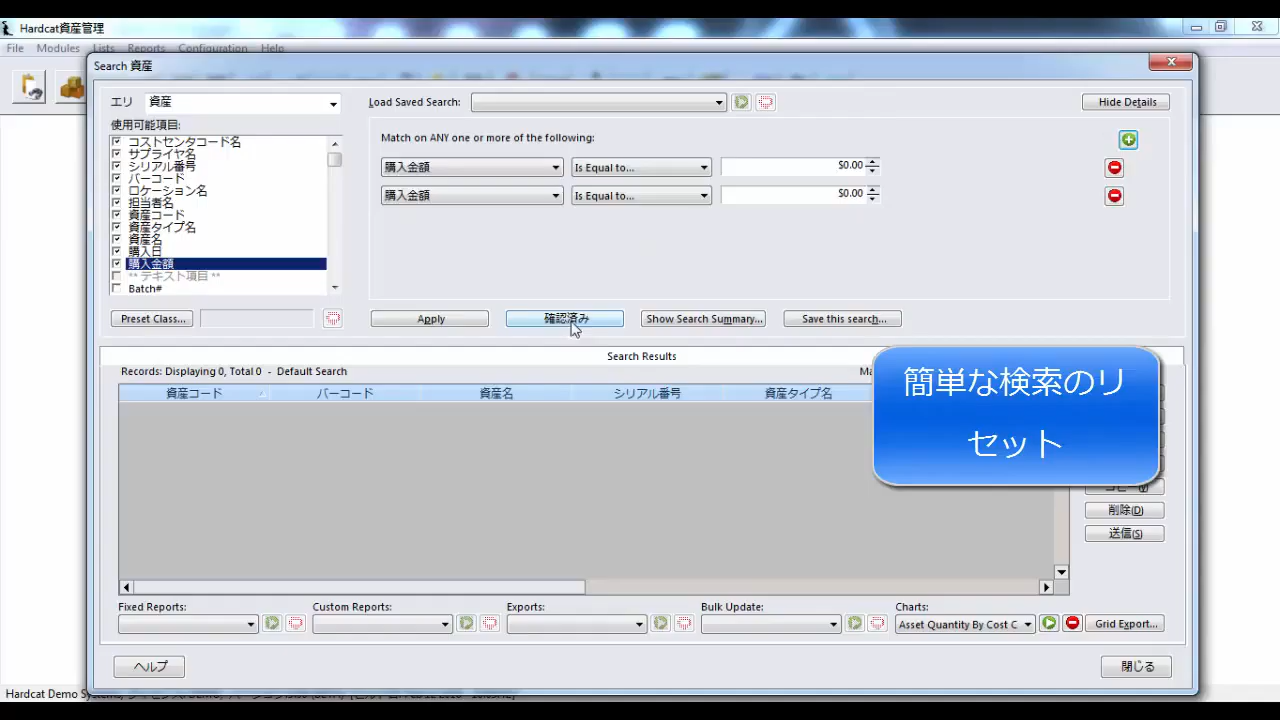 Hardcat資産管理
File Modules Lists Reports Configuration Help
Search 資産
エリ 資産
Load Saved Search:
Hide Details
使用可能項目:
コストセンタコード名
サプライヤ名
シリアル番号
バーコード
ロケーション名
担当者名
資産コード
資産タイプ名
資産名
購入日
購入金額
** テキスト項目 **
Batch#
Match on ANY one or more of the following:
購入金額 Is Equal to... $0.00
購入金額 Is Equal to... $0.00
Preset Class...
Apply
確認済み
Show Search Summary...
Save this search...
Search Results
Records: Displaying 0, Total 0 - Default Search
資産コード バーコード 資産名 シリアル番号 資産タイプ名
簡単な検索のリ
セット
コピー(Y)
削除(D)
送信(S)
Fixed Reports: Custom Reports: Exports: Bulk Update: Charts:
Asset Quantity By Cost C
Grid Export...
ヘルプ
閉じる
Hardcat Demo